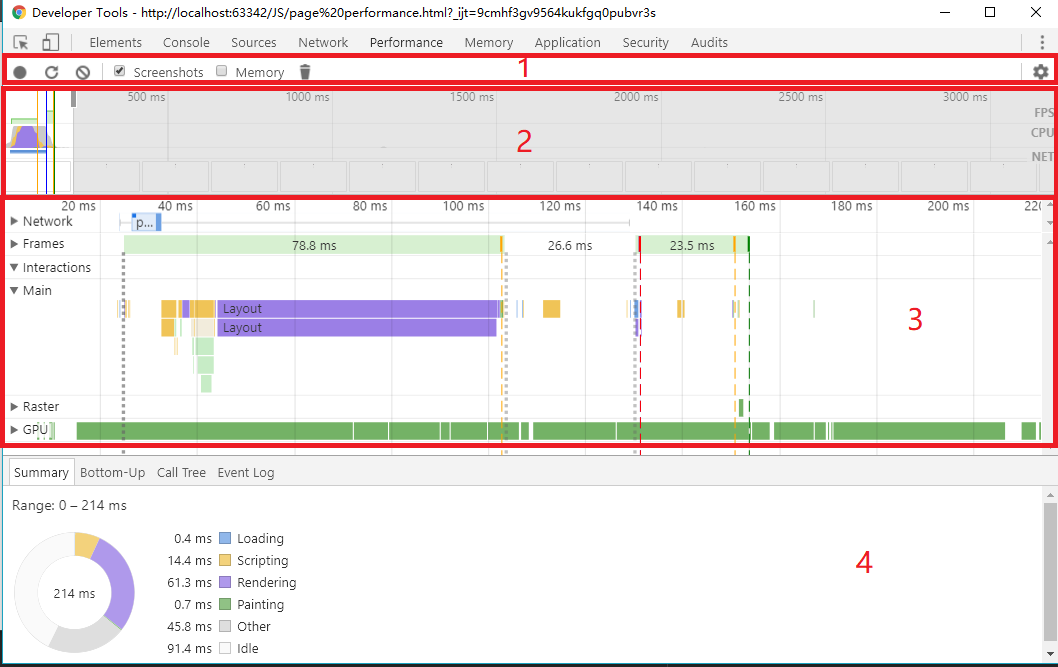 Developer Tools - http://localhost:63342/JS/page%20performance.html?_ijt=9cmhf3gv9564kukfgq0pubvr3s
Elements Console Sources Network Performance Memory Application Security Audits
Screenshots Memory 1
500 ms 1000 ms 1500 ms 2000 ms 2500 ms 3000 ms
FPS
CPU
2
NET
20 ms 40 ms 60 ms 80 ms 100 ms 120 ms 140 ms 160 ms 180 ms 200 ms 220
Network p...
Frames 78.8 ms 26.6 ms 23.5 ms
Interactions
Main
Layout
3
Layout
Raster
GPU
Summary Bottom-Up Call Tree Event Log
Range: 0 – 214 ms
0.4 ms Loading
14.4 ms Scripting
4
61.3 ms Rendering
214 ms
0.7 ms Painting
45.8 ms Other
91.4 ms Idle